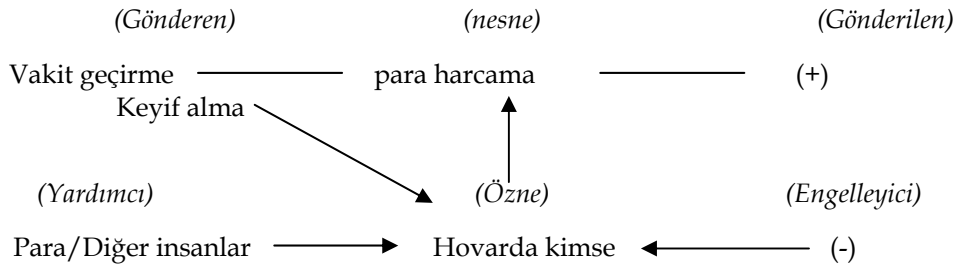 (Gönderen) (nesne) (Gönderilen)
Vakit geçirme para harcama (+)
Keyif alma
(Yardımcı) (Özne) (Engelleyici)
Para/Diğer insanlar Hovarda kimse (-)